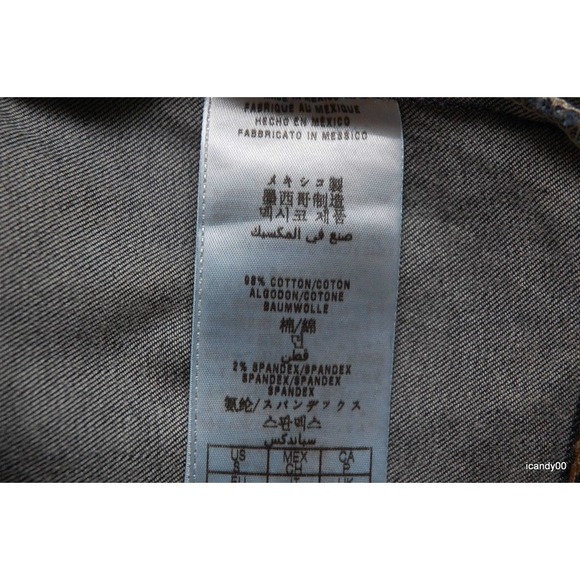 FABRIQUE AU MEXIQUE
HECHO EN MEXICO
FABBRICATO IN MESSICO
メキシコ製
墨西哥制造
멕시코 제품
صنع في المكسيك
98% COTTON/COTON
ALGODON/COTONE
BAUMWOLLE
棉/綿
면
قطن
2% SPANDEX/SPANDEX
SPANDEX/SPANDEX
SPANDEX
氨纶/スパンデックス
스판덱스
سباندكس
US MEX CA
S CH P
EU IT UK
icandy00